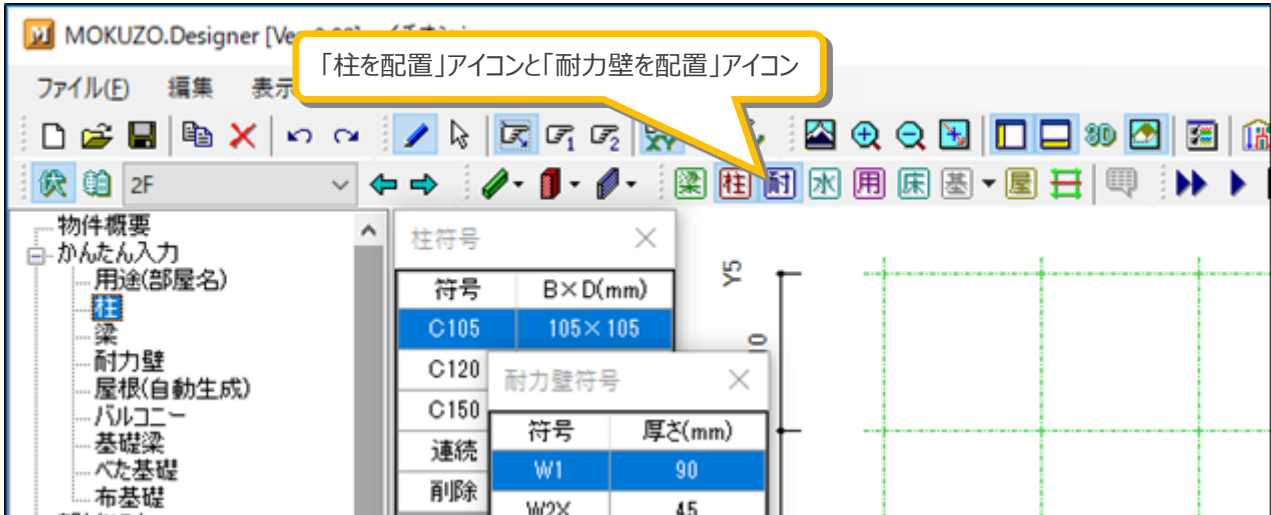 MOKUZO.Designer [Ve
「柱を配置」アイコンと「耐力壁を配置」アイコン
ファイル(F) 編集 表示
1 2 XY 3D
伏 2F 梁 柱 耐 水 用 床 基 屋
物件概要
かんたん入力
用途(部屋名)
柱
梁
耐力壁
屋根(自動生成)
バルコニー
基礎梁
べた基礎
布基礎
柱符号
符号 B×D(mm)
C105 105×105
C120
C150
連続
削除
耐力壁符号
符号 厚さ(mm)
W1 90
W2X 45
Y5